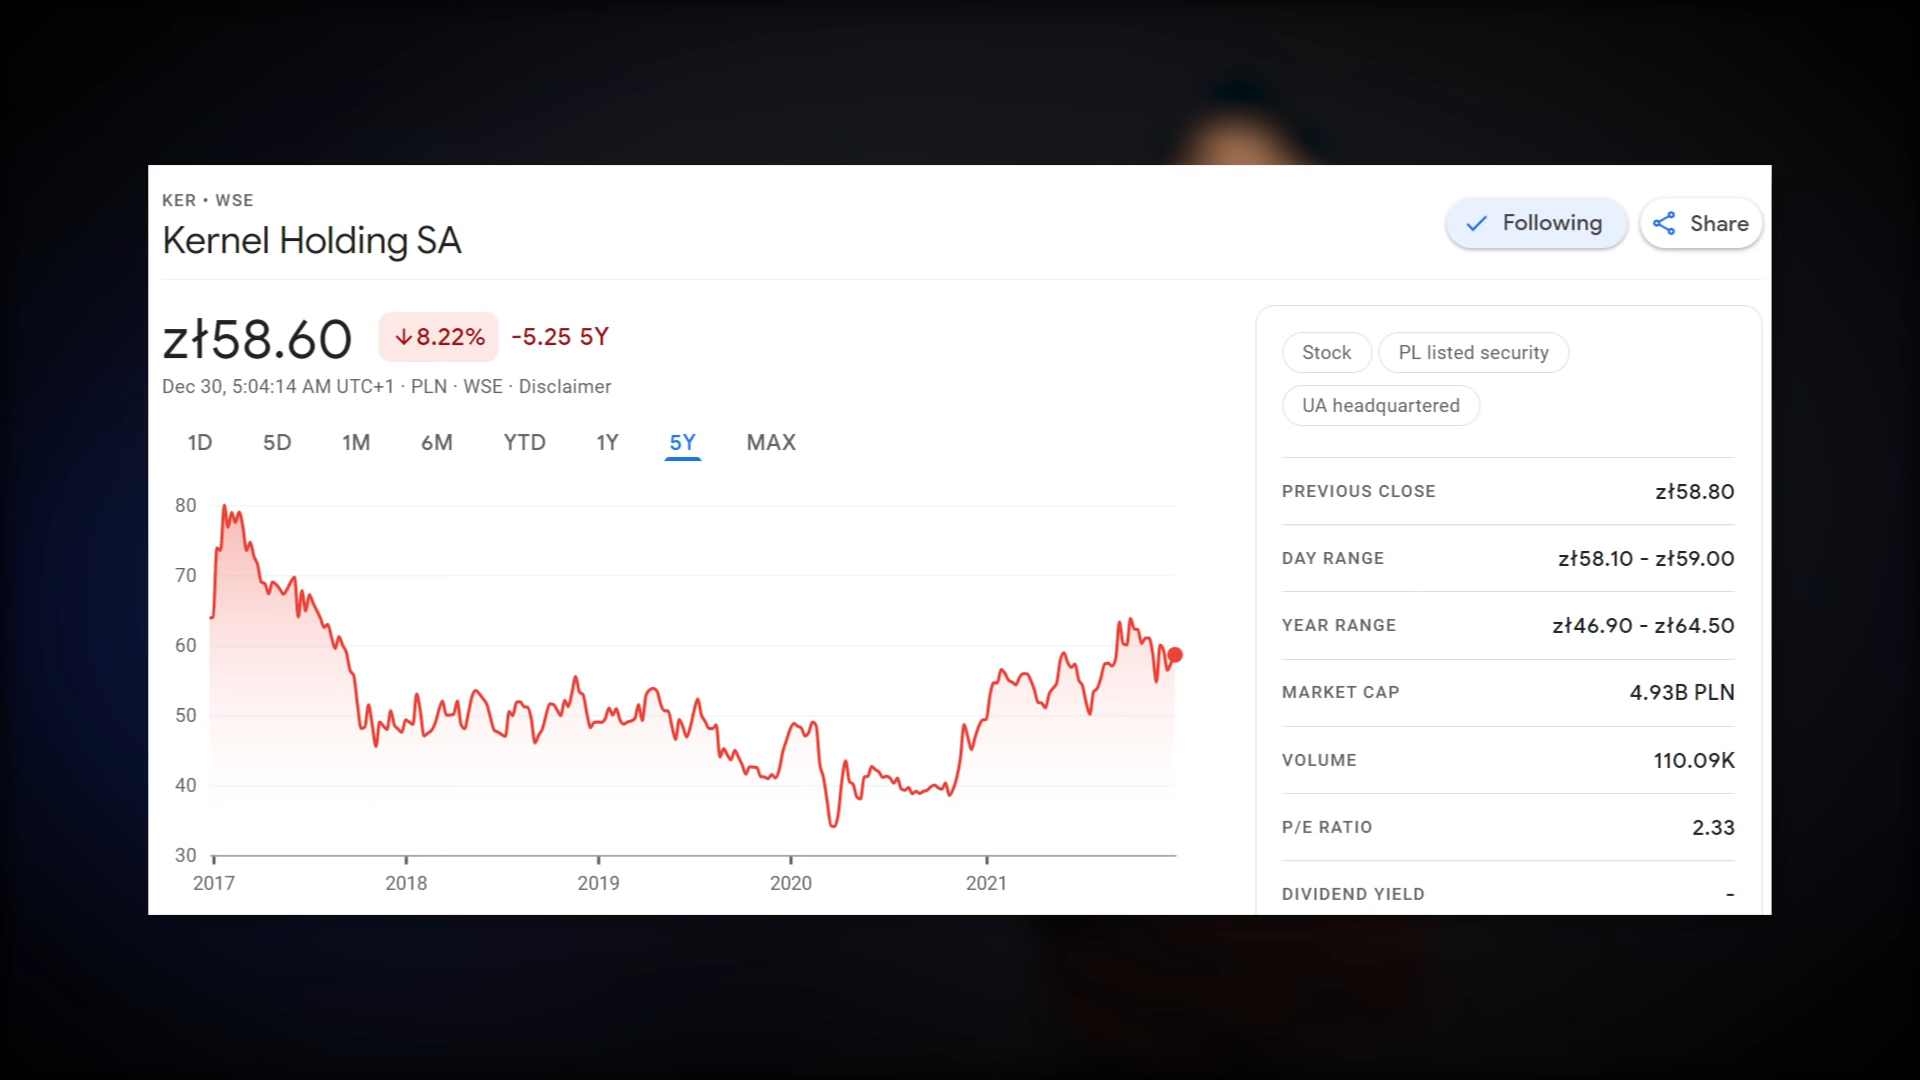 KER • WSE
Kernel Holding SA
Following
Share
zł58.60
↓8.22%
-5.25 5Y
Dec 30, 5:04:14 AM UTC+1 · PLN · WSE · Disclaimer
1D 5D 1M 6M YTD 1Y 5Y MAX
80
70
60
50
40
30
2017 2018 2019 2020 2021
Stock
PL listed security
UA headquartered
PREVIOUS CLOSE zł58.80
DAY RANGE zł58.10 - zł59.00
YEAR RANGE zł46.90 - zł64.50
MARKET CAP 4.93B PLN
VOLUME 110.09K
P/E RATIO 2.33
DIVIDEND YIELD -